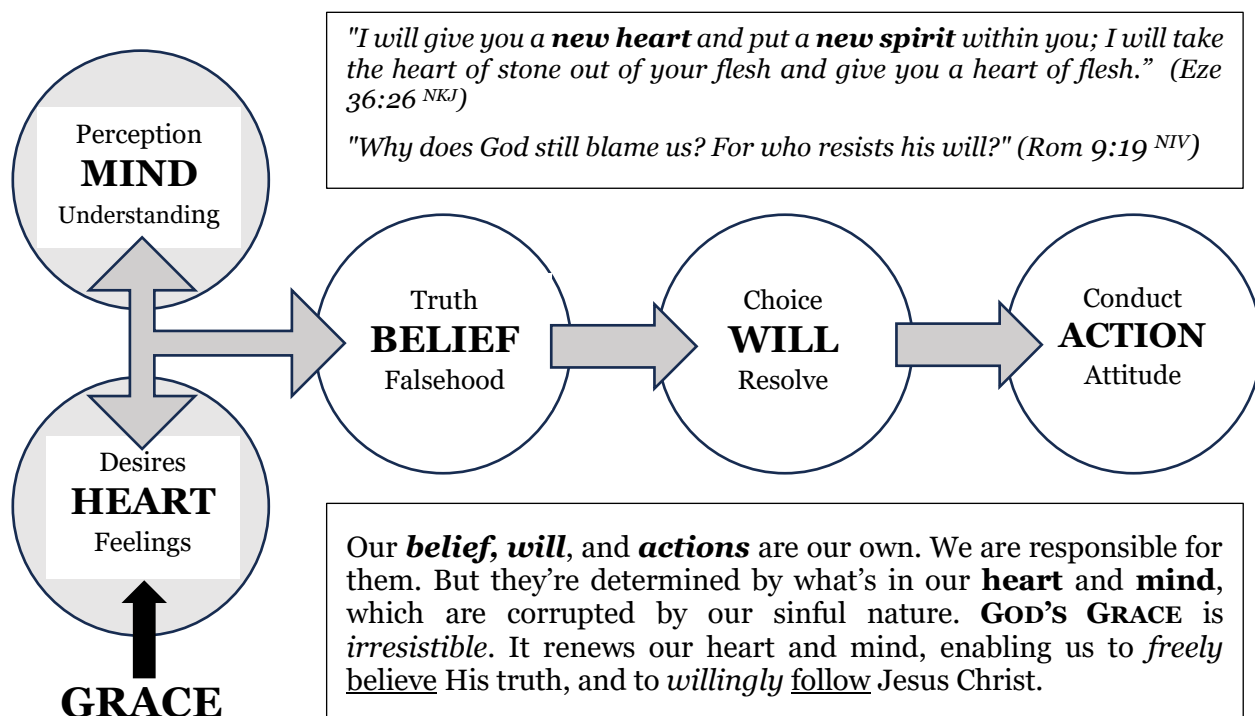 "I will give you a new heart and put a new spirit within you; I will take
the heart of stone out of your flesh and give you a heart of flesh.” (Eze
36:26 NKJ)
"Why does God still blame us? For who resists his will?" (Rom 9:19 NIV)
Perception
MIND
Understanding
Truth
BELIEF
Falsehood
Choice
WILL
Resolve
Conduct
ACTION
Attitude
Desires
HEART
Feelings
GRACE
Our belief, will, and actions are our own. We are responsible for
them. But they’re determined by what’s in our heart and mind,
which are corrupted by our sinful nature. GOD’S GRACE is
irresistible. It renews our heart and mind, enabling us to freely
believe His truth, and to willingly follow Jesus Christ.